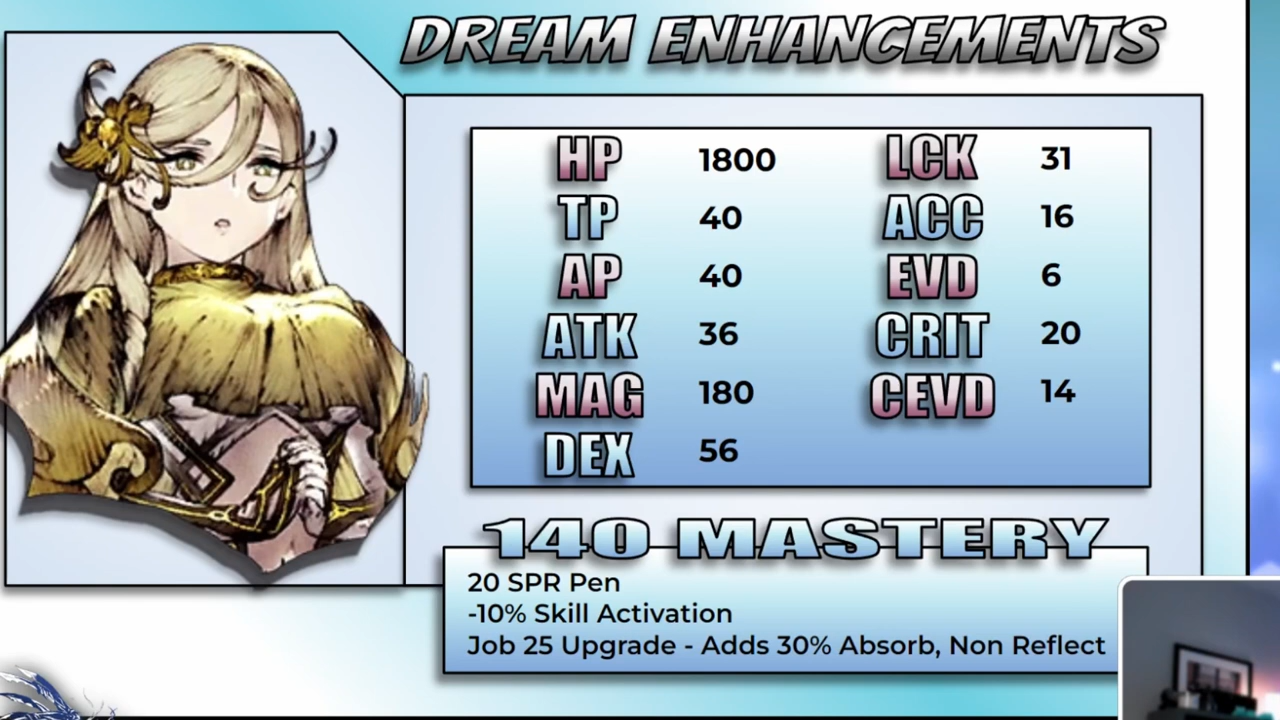 DREAM ENHANCEMENTS
HP 1800 LCK 31
TP 40 ACC 16
AP 40 EVD 6
ATK 36 CRIT 20
MAG 180 CEVD 14
DEX 56
140 MASTERY
20 SPR Pen
-10% Skill Activation
Job 25 Upgrade - Adds 30% Absorb, Non Reflect